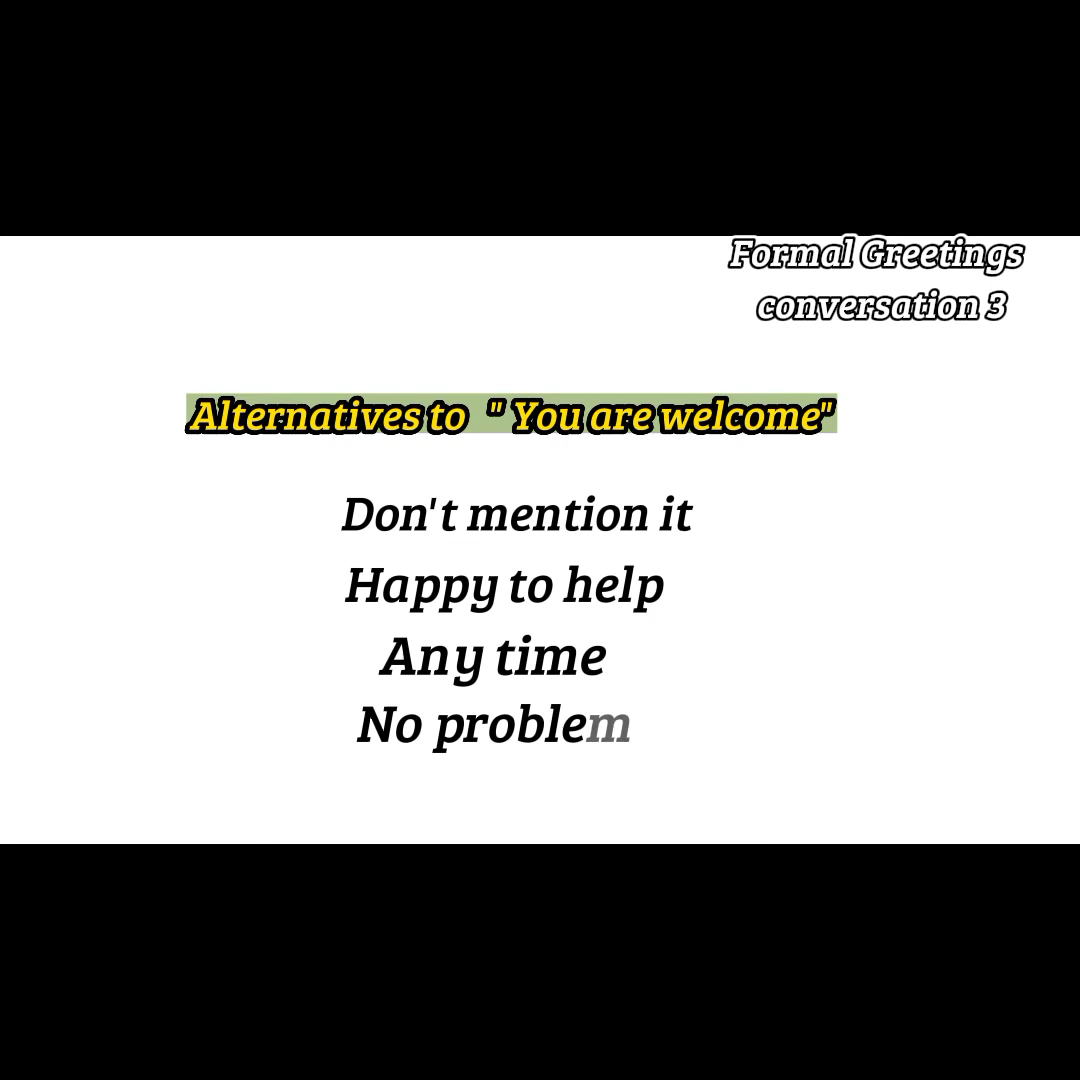 Formal Greetings
conversation 3
Alternatives to " You are welcome"
Don't mention it
Happy to help
Any time
No problem